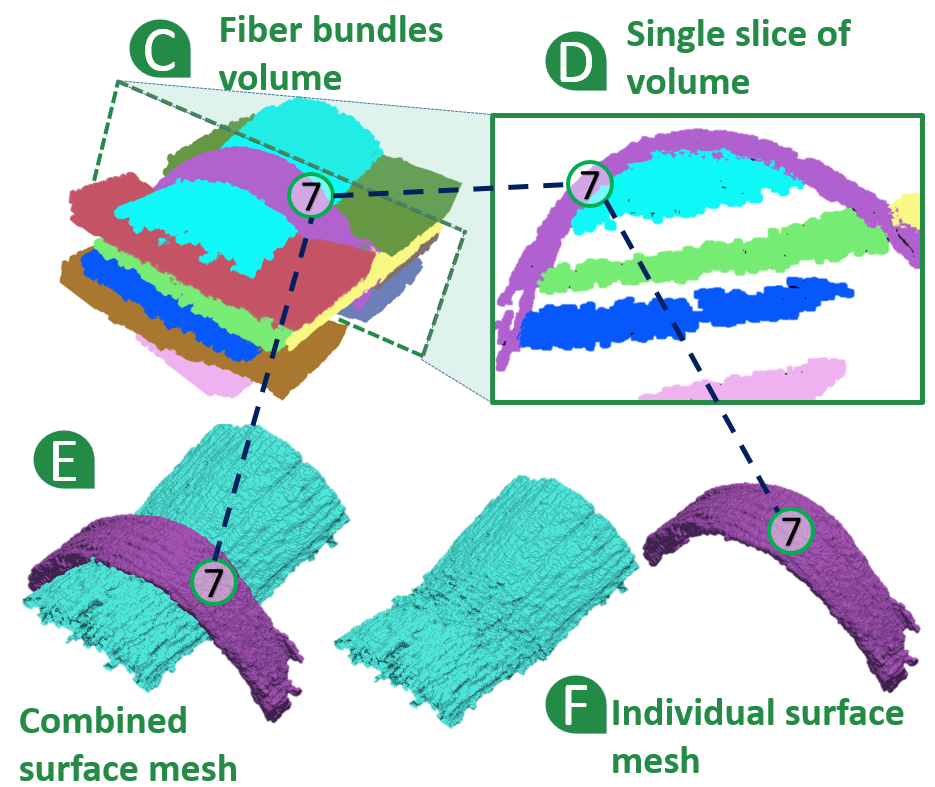 C
Fiber bundles
volume
D
Single slice of
volume
7
7
E
7
7
Combined
surface mesh
F
Individual surface
mesh